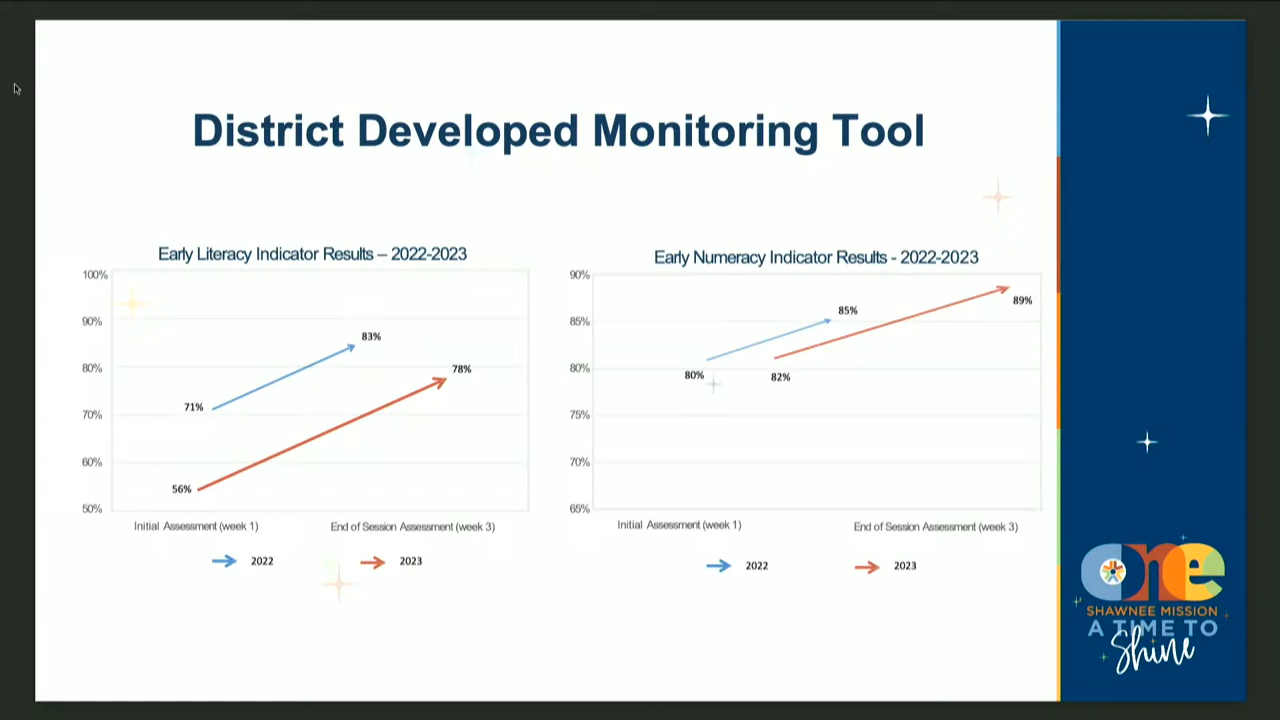 District Developed Monitoring Tool
Early Literacy Indicator Results – 2022-2023
100%
90%
80%
70%
60%
50%
71%
83%
56%
78%
Initial Assessment (week 1)
End of Session Assessment (week 3)
2022
2023
Early Numeracy Indicator Results - 2022-2023
90%
85%
80%
75%
70%
65%
80%
85%
82%
89%
Initial Assessment (week 1)
End of Session Assessment (week 3)
2022
2023
one
SHAWNEE MISSION
A TIME TO
Shine